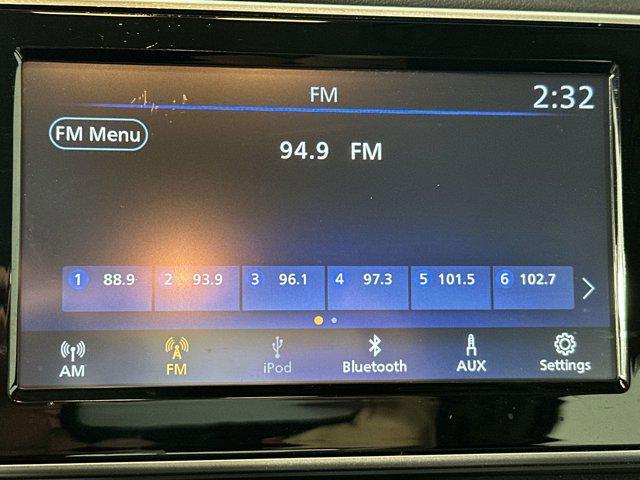 FM
2:32
FM Menu
94.9 FM
1 88.9 2 93.9 3 96.1 4 97.3 5 101.5 6 102.7
AM FM iPod Bluetooth AUX Settings